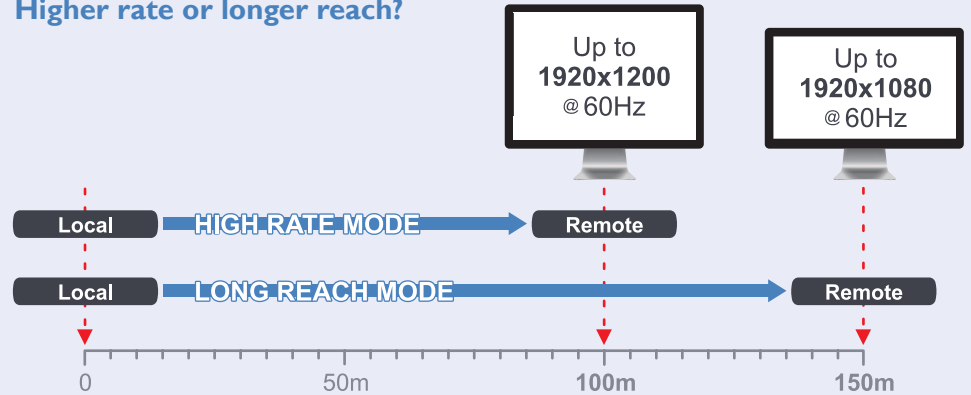 Higher rate or longer reach?
Up to
1920x1200
@60Hz
Up to
1920x1080
@60Hz
Local
HIGH RATE MODE
Remote
Local
LONG REACH MODE
Remote
0
50m
100m
150m